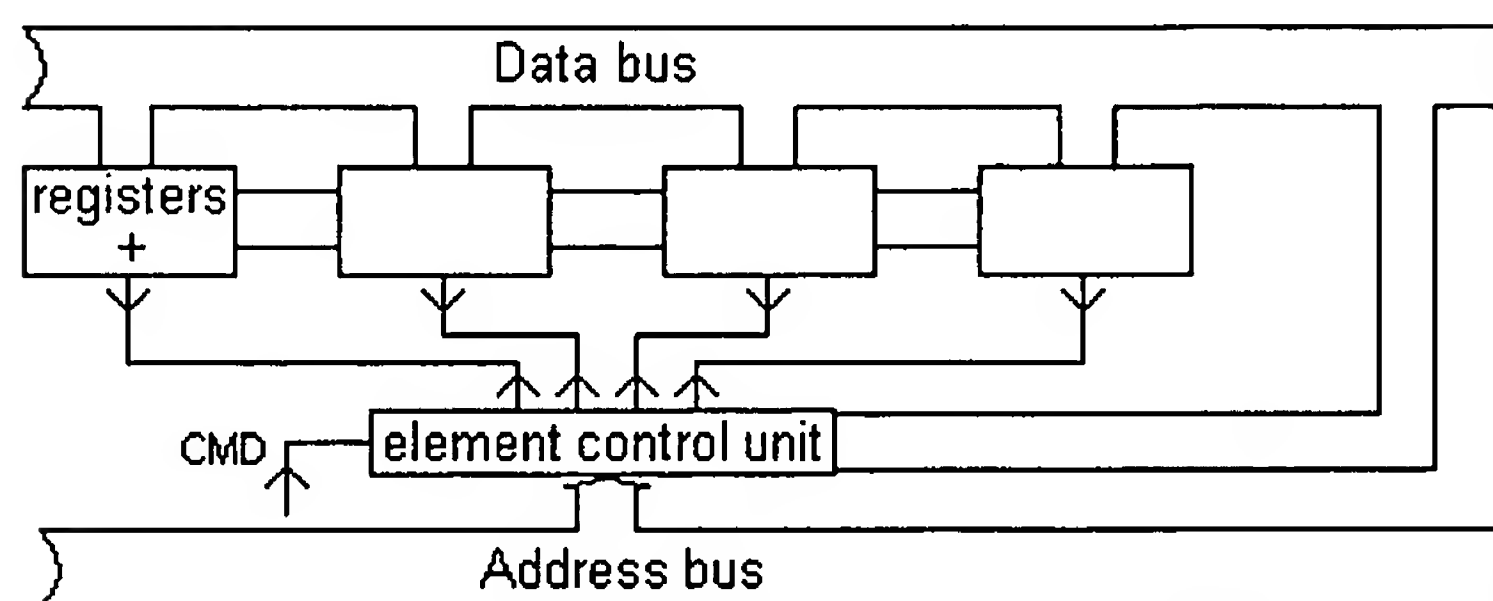 Data bus
registers
+
CMD
element control unit
Address bus